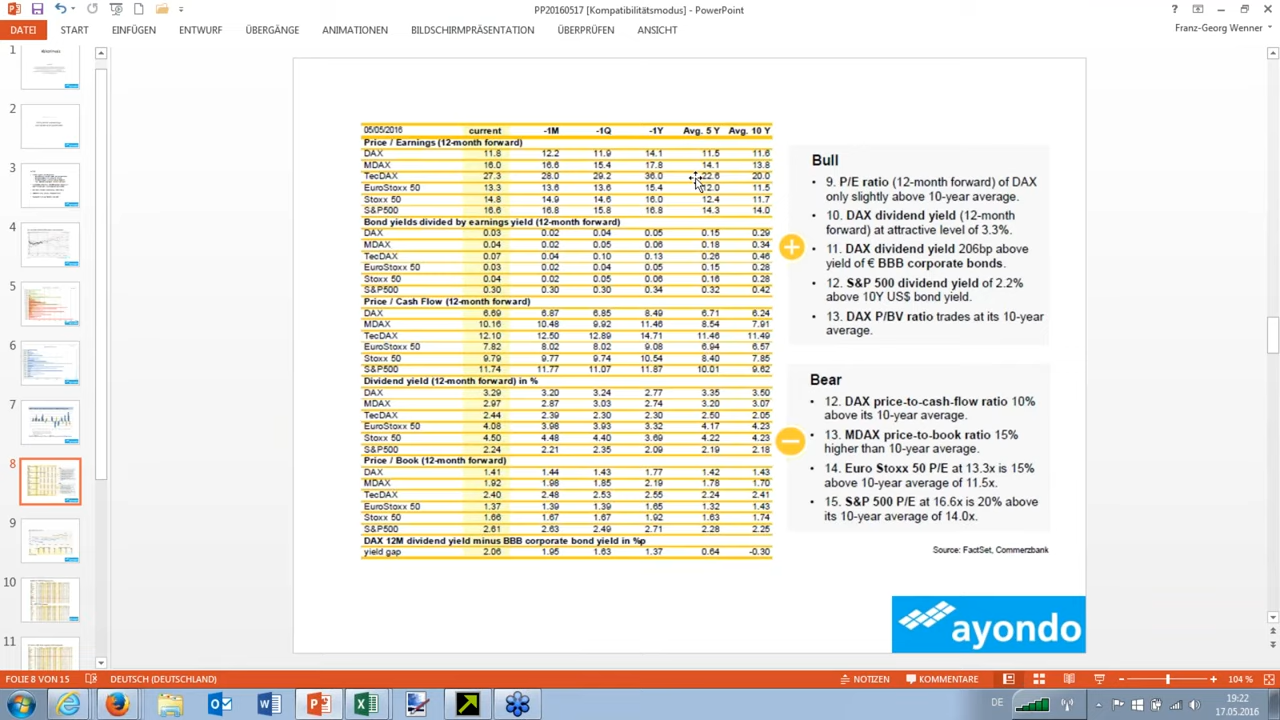 PP20160517 [Kompatibilitätsmodus] - PowerPoint
DATEI START EINFÜGEN ENTWURF ÜBERGÄNGE ANIMATIONEN BILDSCHIRMPRÄSENTATION ÜBERPRÜFEN ANSICHT
Franz-Georg Wenner
1
2
3
4
5
6
7
8
9
10
11
05/05/2016 current -1M -1Q -1Y Avg. 5 Y Avg. 10 Y
Price / Earnings (12-month forward)
DAX 11.8 12.2 11.9 14.1 11.5 11.6
MDAX 16.0 16.6 15.4 17.8 14.1 13.8
TecDAX 27.3 28.0 29.2 36.0 22.6 20.0
EuroStoxx 50 13.3 13.6 13.6 15.4 12.0 11.5
Stoxx 50 14.8 14.9 14.6 16.0 12.4 11.7
S&P500 16.6 16.8 15.8 16.8 14.3 14.0
Bond yields divided by earnings yield (12-month forward)
DAX 0.03 0.02 0.04 0.05 0.15 0.29
MDAX 0.04 0.02 0.05 0.06 0.18 0.34
TecDAX 0.07 0.04 0.10 0.13 0.26 0.46
EuroStoxx 50 0.03 0.02 0.04 0.05 0.15 0.28
Stoxx 50 0.04 0.02 0.05 0.06 0.16 0.28
S&P500 0.30 0.30 0.30 0.34 0.32 0.42
Price / Cash Flow (12-month forward)
DAX 6.69 6.87 6.85 8.49 6.71 6.24
MDAX 10.16 10.48 9.92 11.46 8.54 7.91
TecDAX 12.10 12.50 12.89 14.71 11.46 11.49
EuroStoxx 50 7.82 8.02 8.02 9.08 6.94 6.57
Stoxx 50 9.79 9.77 9.74 10.54 8.40 7.85
S&P500 11.74 11.77 11.07 11.87 10.01 9.62
Dividend yield (12-month forward) in %
DAX 3.29 3.20 3.24 2.77 3.35 3.50
MDAX 2.97 2.87 3.03 2.74 3.20 3.07
TecDAX 2.44 2.39 2.30 2.30 2.50 2.05
EuroStoxx 50 4.08 3.98 3.93 3.32 4.17 4.23
Stoxx 50 4.50 4.48 4.40 3.69 4.22 4.23
S&P500 2.24 2.21 2.35 2.09 2.19 2.18
Price / Book (12-month forward)
DAX 1.41 1.44 1.43 1.77 1.42 1.43
MDAX 1.92 1.98 1.85 2.19 1.78 1.70
TecDAX 2.40 2.48 2.53 2.55 2.24 2.41
EuroStoxx 50 1.37 1.39 1.39 1.65 1.32 1.43
Stoxx 50 1.66 1.67 1.67 1.92 1.63 1.74
S&P500 2.61 2.63 2.49 2.71 2.28 2.25
DAX 12M dividend yield minus BBB corporate bond yield in %p
yield gap 2.06 1.95 1.63 1.37 0.64 -0.30
Bull
• 9. P/E ratio (12-month forward) of DAX
only slightly above 10-year average.
• 10. DAX dividend yield (12-month
forward) at attractive level of 3.3%.
• 11. DAX dividend yield 206bp above
yield of € BBB corporate bonds.
• 12. S&P 500 dividend yield of 2.2%
above 10Y US$ bond yield.
• 13. DAX P/BV ratio trades at its 10-year
average.
Bear
• 12. DAX price-to-cash-flow ratio 10%
above its 10-year average.
• 13. MDAX price-to-book ratio 15%
higher than 10-year average.
• 14. Euro Stoxx 50 P/E at 13.3x is 15%
above 10-year average of 11.5x.
• 15. S&P 500 P/E at 16.6x is 20% above
its 10-year average of 14.0x.
Source: FactSet, Commerzbank
ayondo
FOLIE 8 VON 15 DEUTSCH (DEUTSCHLAND) NOTIZEN KOMMENTARE 104 %
DE 19:22
17.05.2016